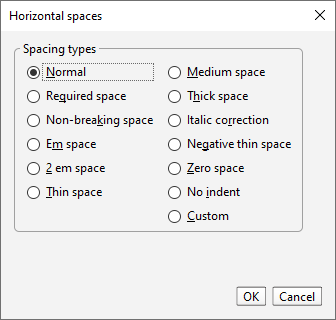 Horizontal spaces
Spacing types
Normal
Required space
Non-breaking space
Em space
2 em space
Thin space
Medium space
Thick space
Italic correction
Negative thin space
Zero space
No indent
Custom
OK
Cancel